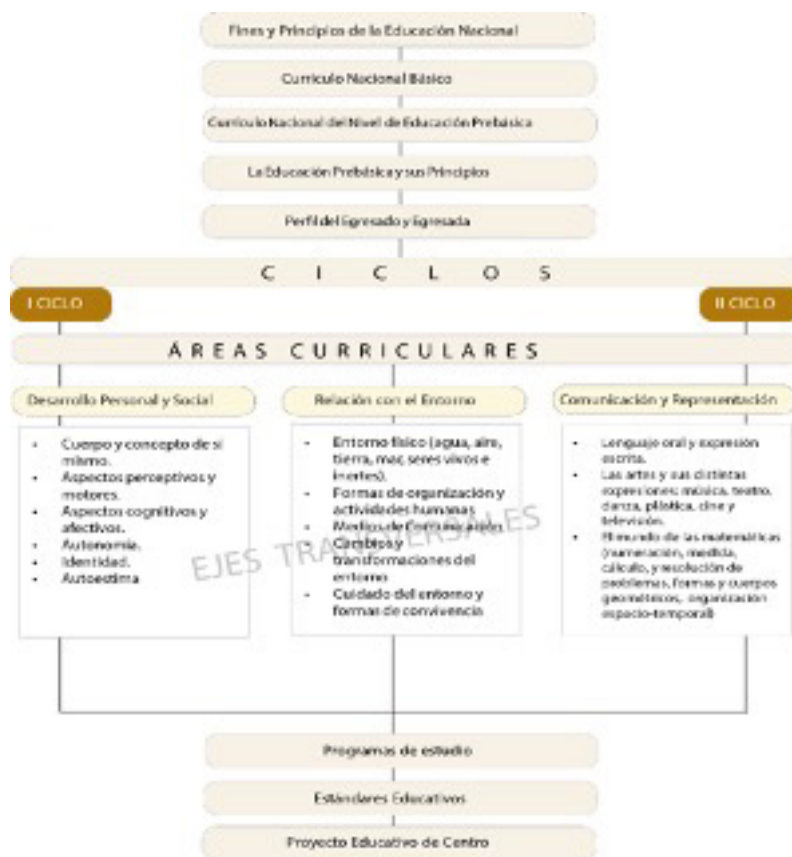 Fines y Principios de la Educación Nacional
Currículo Nacional Básico
Currículo Nacional del Nivel de Educación Prebásica
La Educación Prebásica y sus Principios
Perfil del Egresado y Egresada
C I C L O S
I CICLO
II CICLO
ÁREAS CURRICULARES
Desarrollo Personal y Social
• Cuerpo y concepto de sí
mismo.
• Aspectos perceptivos y
motores.
• Aspectos cognitivos y
afectivos.
• Autonomía.
• Identidad.
• Autoestima
Relación con el Entorno
• Entorno físico (agua, aire,
tierra, mar, seres vivos e
inertes).
• Formas de organización y
actividades humanas
• Medios de Comunicación
Cambios y
transformaciones del
entorno
• Cuidado del entorno y
formas de convivencia
Comunicación y Representación
• Lenguaje oral y expresión
escrita.
• Las artes y sus distintas
expresiones: música, teatro,
danza, plástica, cine y
televisión.
• El mundo de las matemáticas
(numeración, medida,
cálculo, y resolución de
problemas, formas y cuerpos
geométricos, organización
espacio-temporal)
EJES TRANSVERSALES
Programas de estudio
Estándares Educativos
Proyecto Educativo de Centro